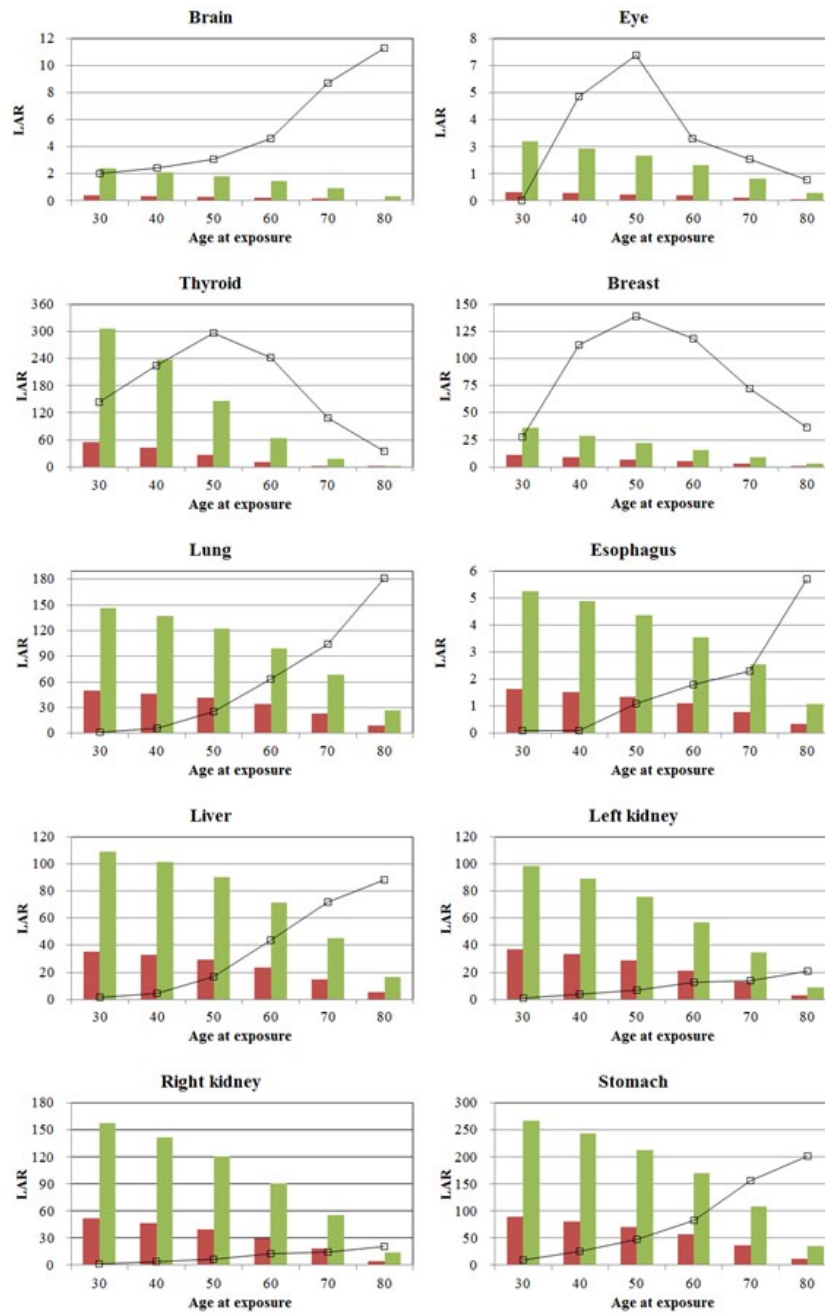 Brain
12
10
8
6
4
2
0
LAR
30 40 50 60 70 80
Age at exposure
Eye
8
7
5
4
3
1
0
LAR
30 40 50 60 70 80
Age at exposure
Thyroid
360
300
240
180
120
60
0
LAR
30 40 50 60 70 80
Age at exposure
Breast
150
125
100
75
50
25
0
LAR
30 40 50 60 70 80
Age at exposure
Lung
180
150
120
90
60
30
0
LAR
30 40 50 60 70 80
Age at exposure
Esophagus
6
5
4
3
2
1
0
LAR
30 40 50 60 70 80
Age at exposure
Liver
120
100
80
60
40
20
0
LAR
30 40 50 60 70 80
Age at exposure
Left kidney
120
100
80
60
40
20
0
LAR
30 40 50 60 70 80
Age at exposure
Right kidney
180
150
120
90
60
30
0
LAR
30 40 50 60 70 80
Age at exposure
Stomach
300
250
200
150
100
50
0
LAR
30 40 50 60 70 80
Age at exposure